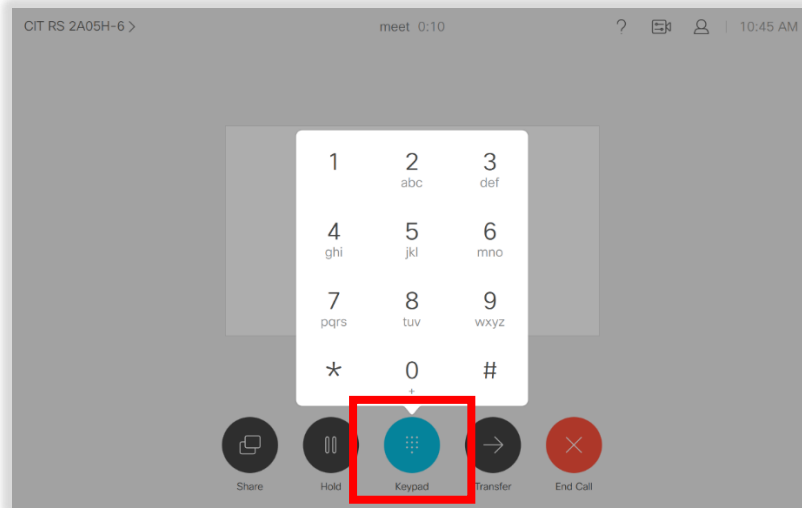 CIT RS 2A05H-6 >
meet 0:10
? 10:45 AM
1 2 3
abc def
4 5 6
ghi jkl mno
7 8 9
pqrs tuv wxyz
* 0 #
+
Share Hold Keypad Transfer End Call